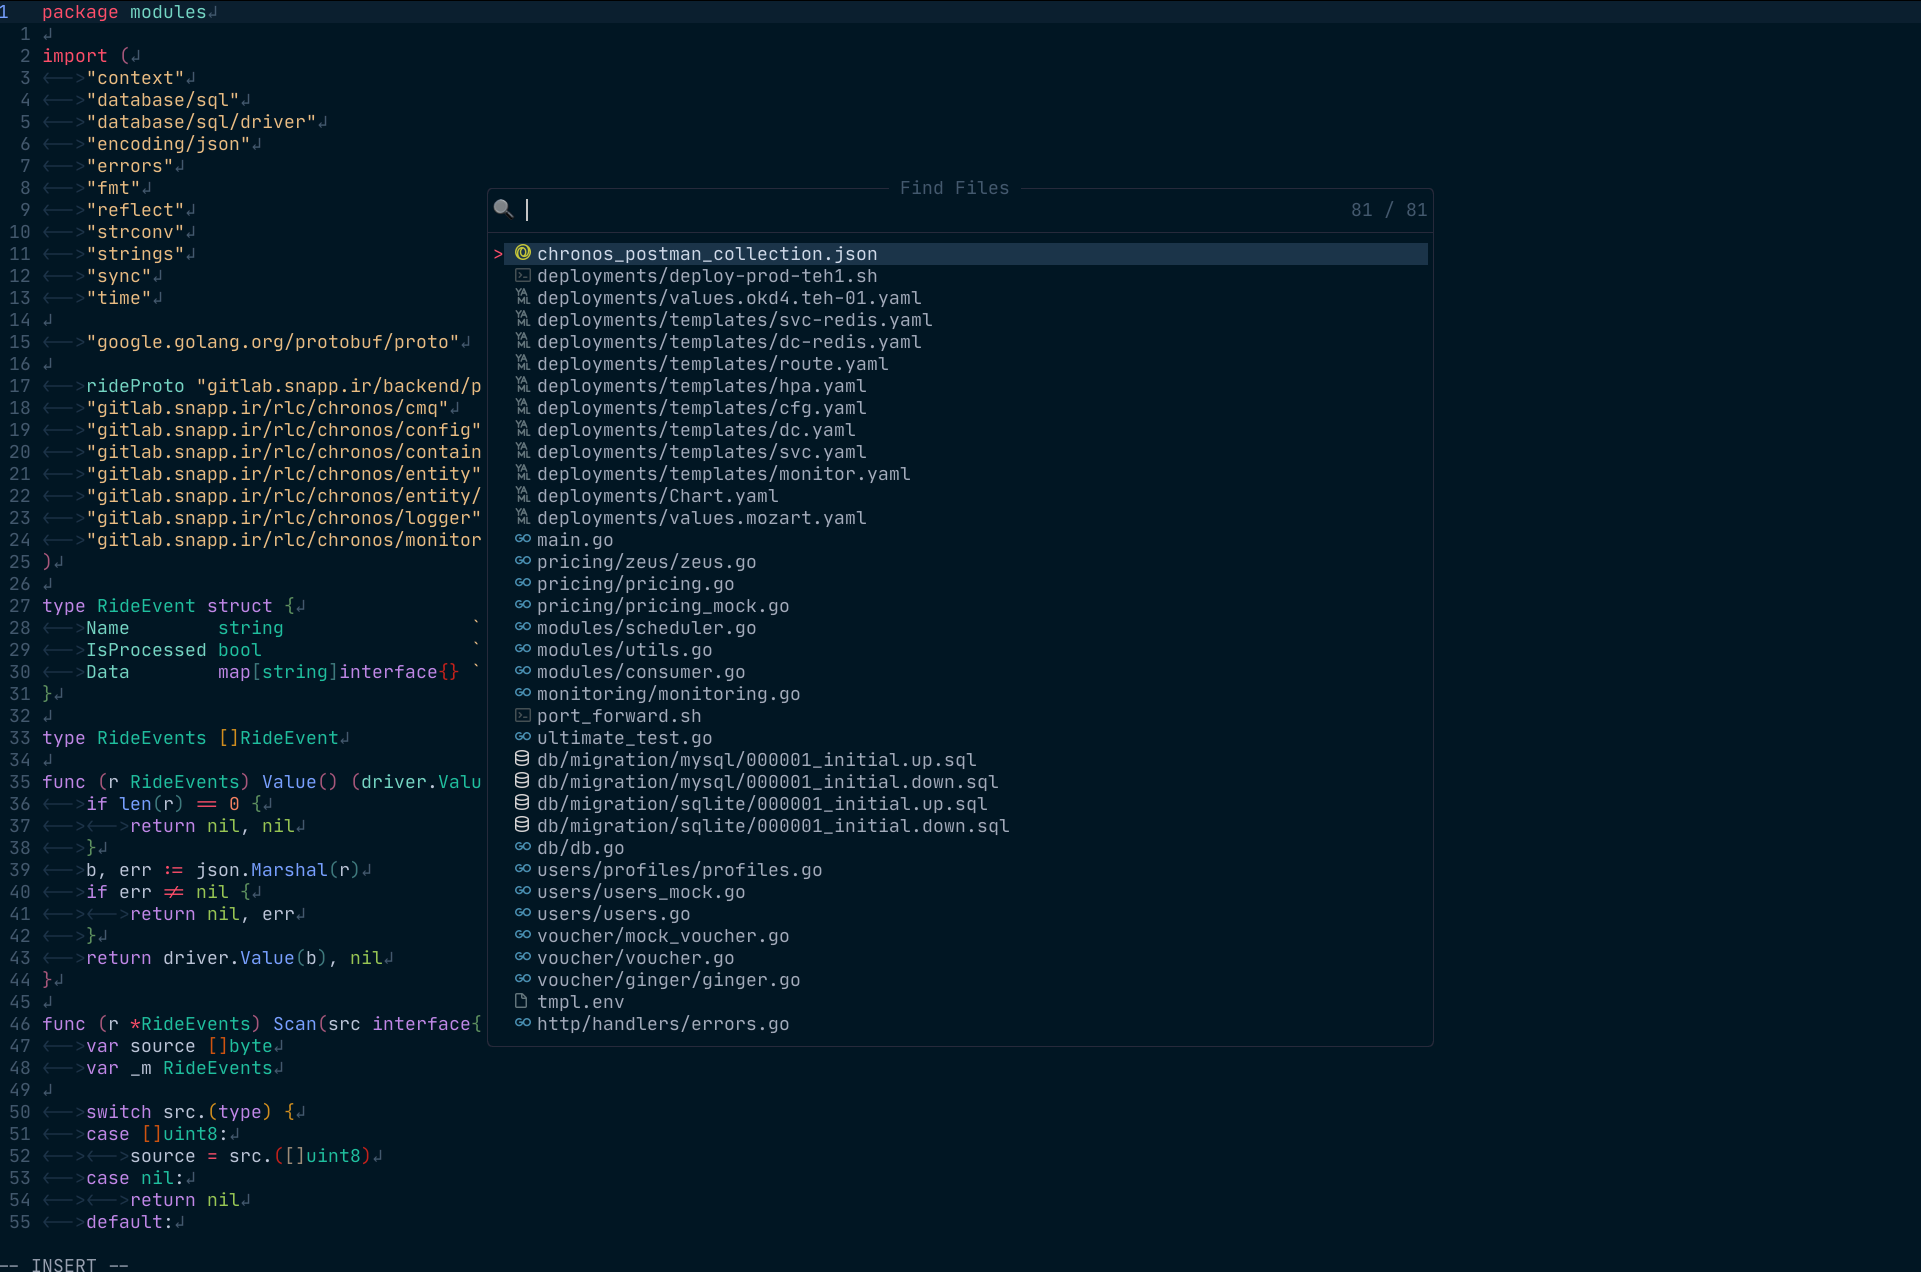 1 package modules
1
2 import (
3 "context"
4 "database/sql"
5 "database/sql/driver"
6 "encoding/json"
7 "errors"
8 "fmt"
9 "reflect"
10 "strconv"
11 "strings"
12 "sync"
13 "time"
14
15 "google.golang.org/protobuf/proto"
16
17 rideProto "gitlab.snapp.ir/backend/p
18 "gitlab.snapp.ir/rlc/chronos/cmq"
19 "gitlab.snapp.ir/rlc/chronos/config"
20 "gitlab.snapp.ir/rlc/chronos/contain
21 "gitlab.snapp.ir/rlc/chronos/entity"
22 "gitlab.snapp.ir/rlc/chronos/entity/
23 "gitlab.snapp.ir/rlc/chronos/logger"
24 "gitlab.snapp.ir/rlc/chronos/monitor
25 )
26
27 type RideEvent struct {
28 Name string `
29 IsProcessed bool `
30 Data map[string]interface{} `
31 }
32
33 type RideEvents []RideEvent
34
35 func (r RideEvents) Value() (driver.Valu
36 if len(r) == 0 {
37 return nil, nil
38 }
39 b, err := json.Marshal(r)
40 if err != nil {
41 return nil, err
42 }
43 return driver.Value(b), nil
44 }
45
46 func (r *RideEvents) Scan(src interface{
47 var source []byte
48 var _m RideEvents
49
50 switch src.(type) {
51 case []uint8:
52 source = src.([]uint8)
53 case nil:
54 return nil
55 default:
-- INSERT --
Find Files
81 / 81
> chronos_postman_collection.json
deployments/deploy-prod-teh1.sh
deployments/values.okd4.teh-01.yaml
deployments/templates/svc-redis.yaml
deployments/templates/dc-redis.yaml
deployments/templates/route.yaml
deployments/templates/hpa.yaml
deployments/templates/cfg.yaml
deployments/templates/dc.yaml
deployments/templates/svc.yaml
deployments/templates/monitor.yaml
deployments/Chart.yaml
deployments/values.mozart.yaml
main.go
pricing/zeus/zeus.go
pricing/pricing.go
pricing/pricing_mock.go
modules/scheduler.go
modules/utils.go
modules/consumer.go
monitoring/monitoring.go
port_forward.sh
ultimate_test.go
db/migration/mysql/000001_initial.up.sql
db/migration/mysql/000001_initial.down.sql
db/migration/sqlite/000001_initial.up.sql
db/migration/sqlite/000001_initial.down.sql
db/db.go
users/profiles/profiles.go
users/users_mock.go
users/users.go
voucher/mock_voucher.go
voucher/voucher.go
voucher/ginger/ginger.go
tmpl.env
http/handlers/errors.go